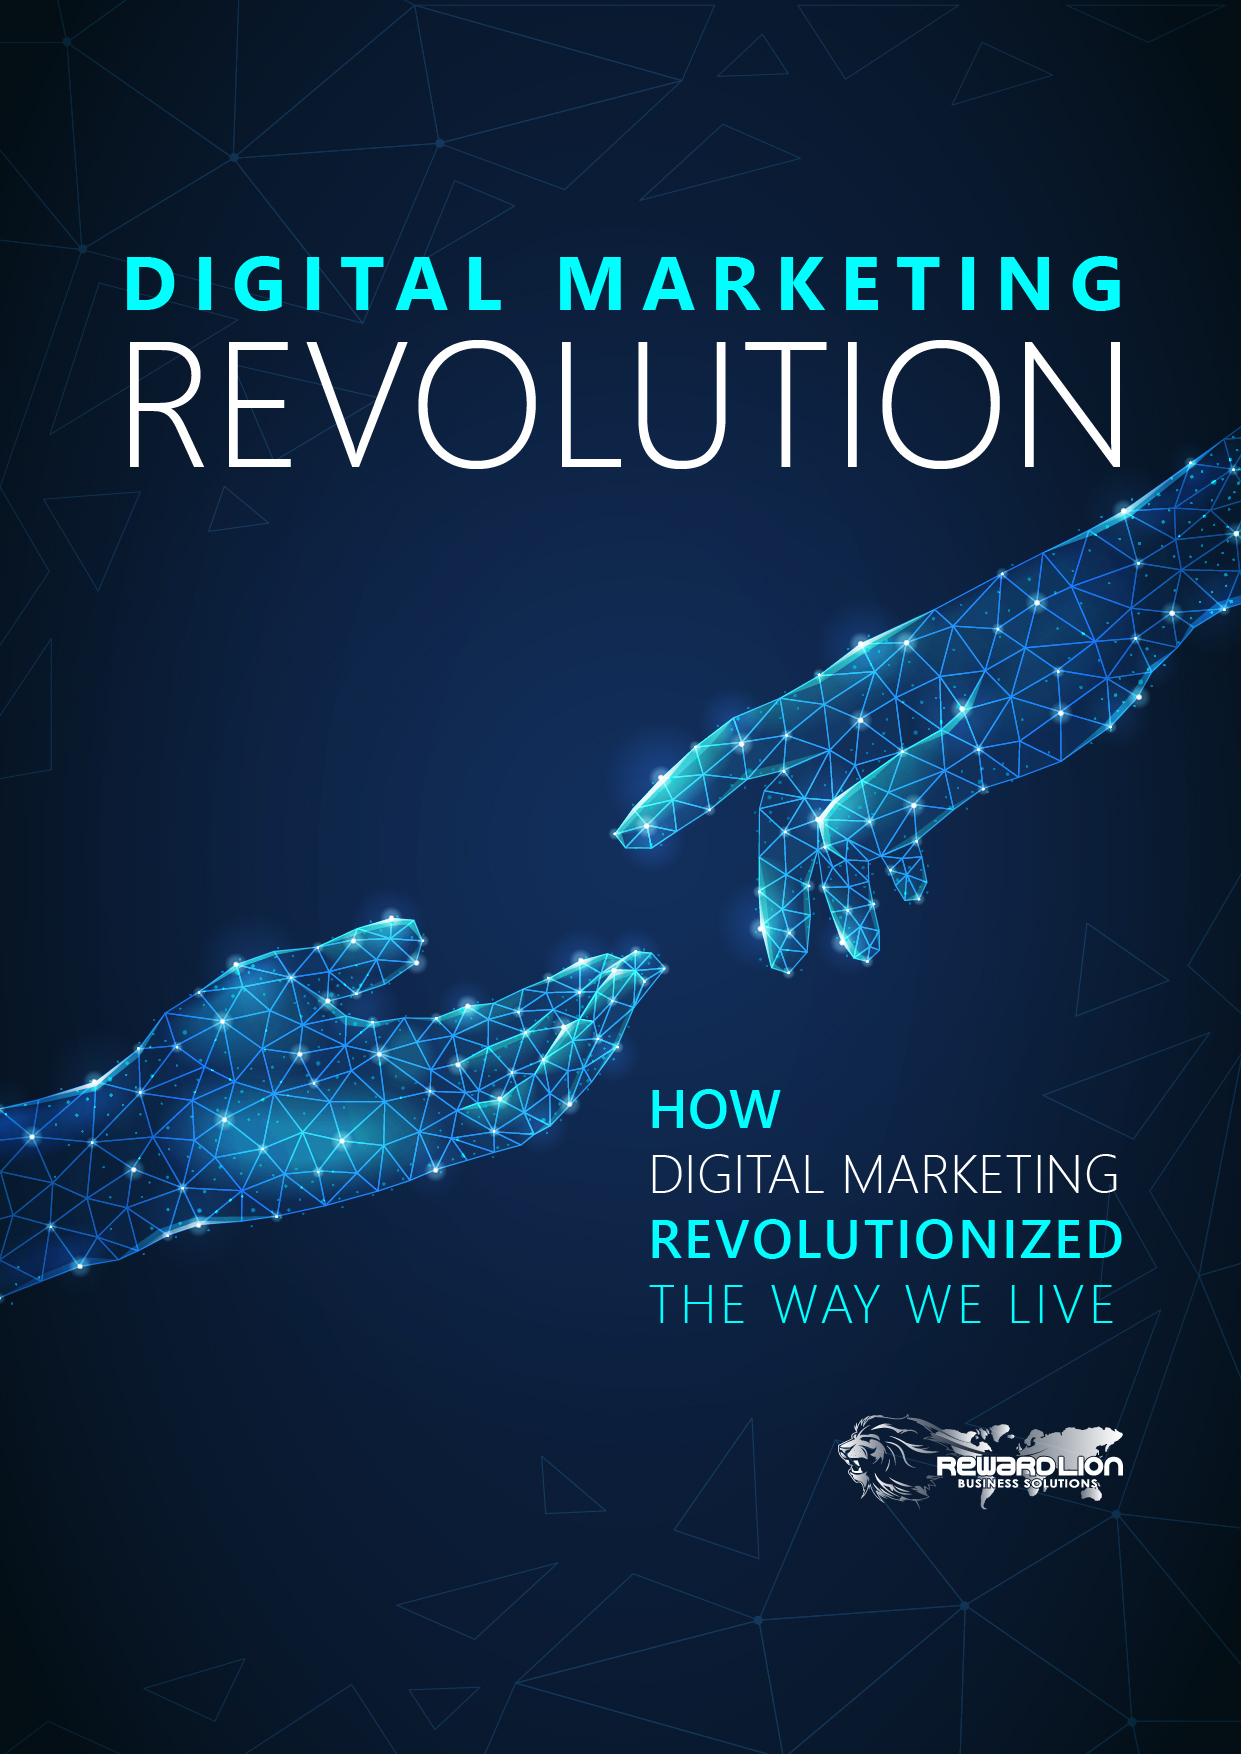 DIGITAL MARKETING
REVOLUTION
HOW
DIGITAL MARKETING
REVOLUTIONIZED
THE WAY WE LIVE
REWARD LION
BUSINESS SOLUTIONS